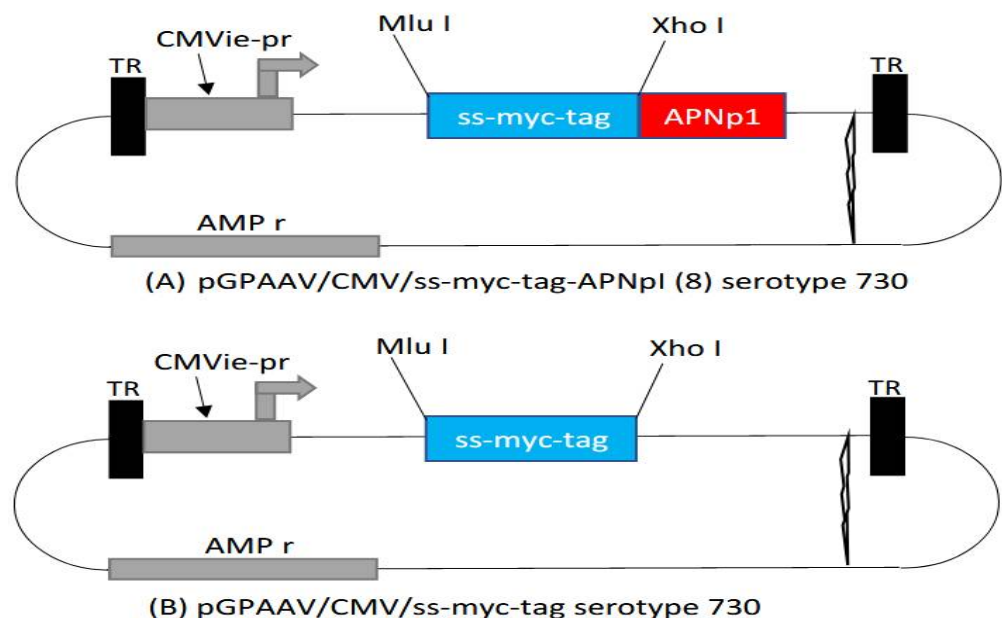 Mlu I
Xho I
CMVie-pr
TR
TR
ss-myc-tag
APNp1
AMP r
(A) pGPAAV/CMV/ss-myc-tag-APNpI (8) serotype 730
Mlu I
Xho I
CMVie-pr
TR
TR
ss-myc-tag
AMP r
(B) pGPAAV/CMV/ss-myc-tag serotype 730